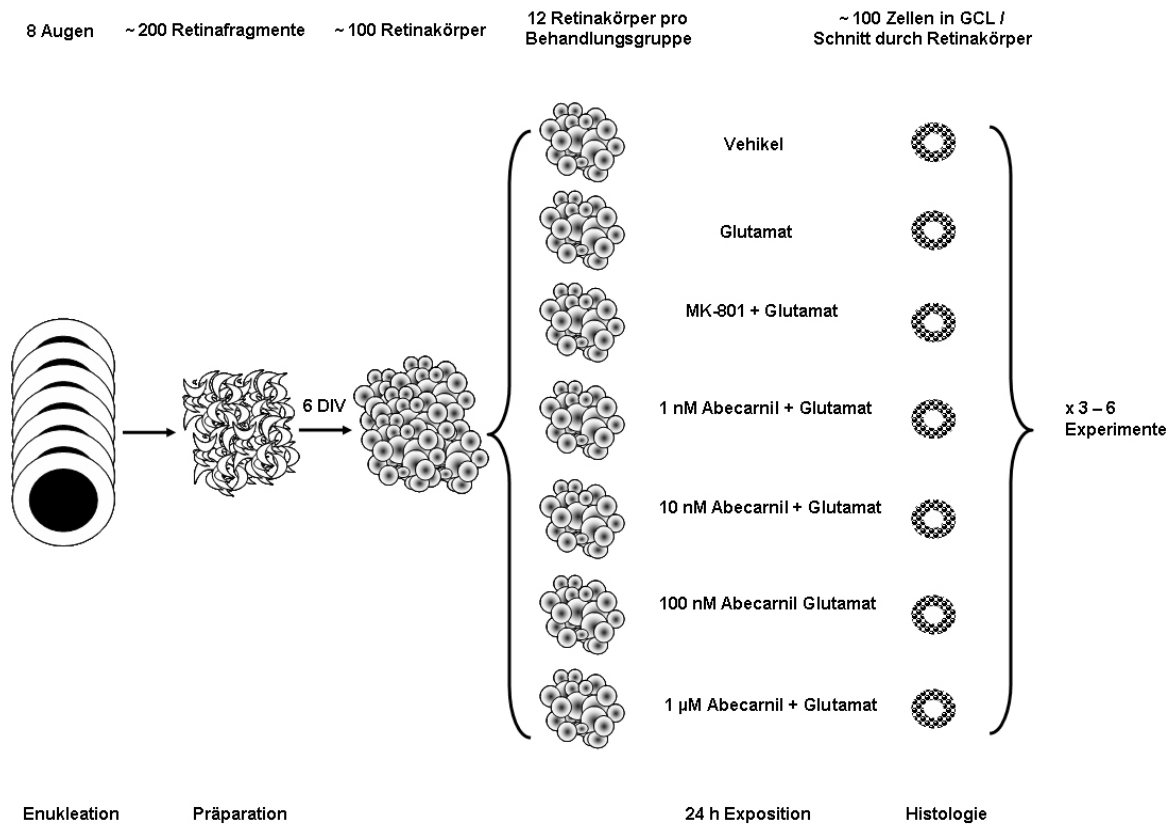 8 Augen
~ 200 Retinafragmente
~ 100 Retinakörper
12 Retinakörper pro
Behandlungsgruppe
~ 100 Zellen in GCL /
Schnitt durch Retinakörper
Vehikel
Glutamat
MK-801 + Glutamat
6 DIV
1 nM Abecarnil + Glutamat
x 3 – 6
Experimente
10 nM Abecarnil + Glutamat
100 nM Abecarnil Glutamat
1 µM Abecarnil + Glutamat
Enukleation
Präparation
24 h Exposition
Histologie